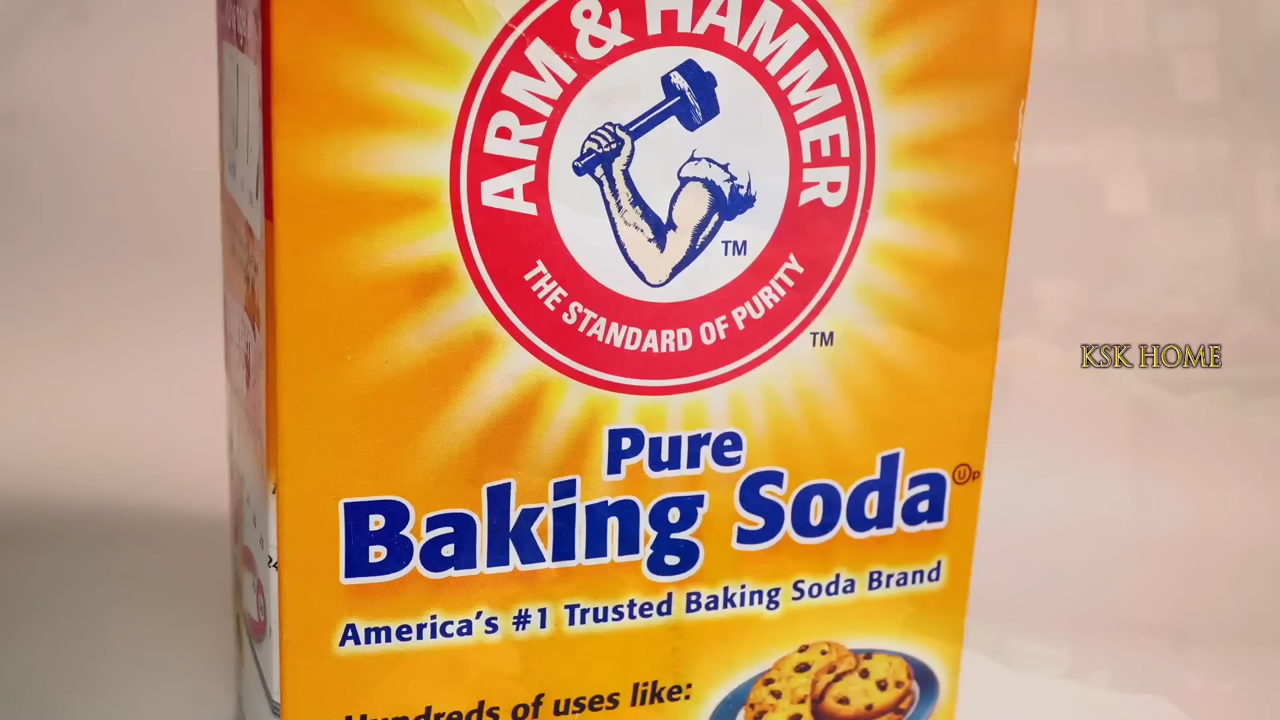 ARM & HAMMER
TM
THE STANDARD OF PURITY
TM
KSK HOME
Pure
Baking Soda
U P
America's #1 Trusted Baking Soda Brand
Hundreds of uses like: